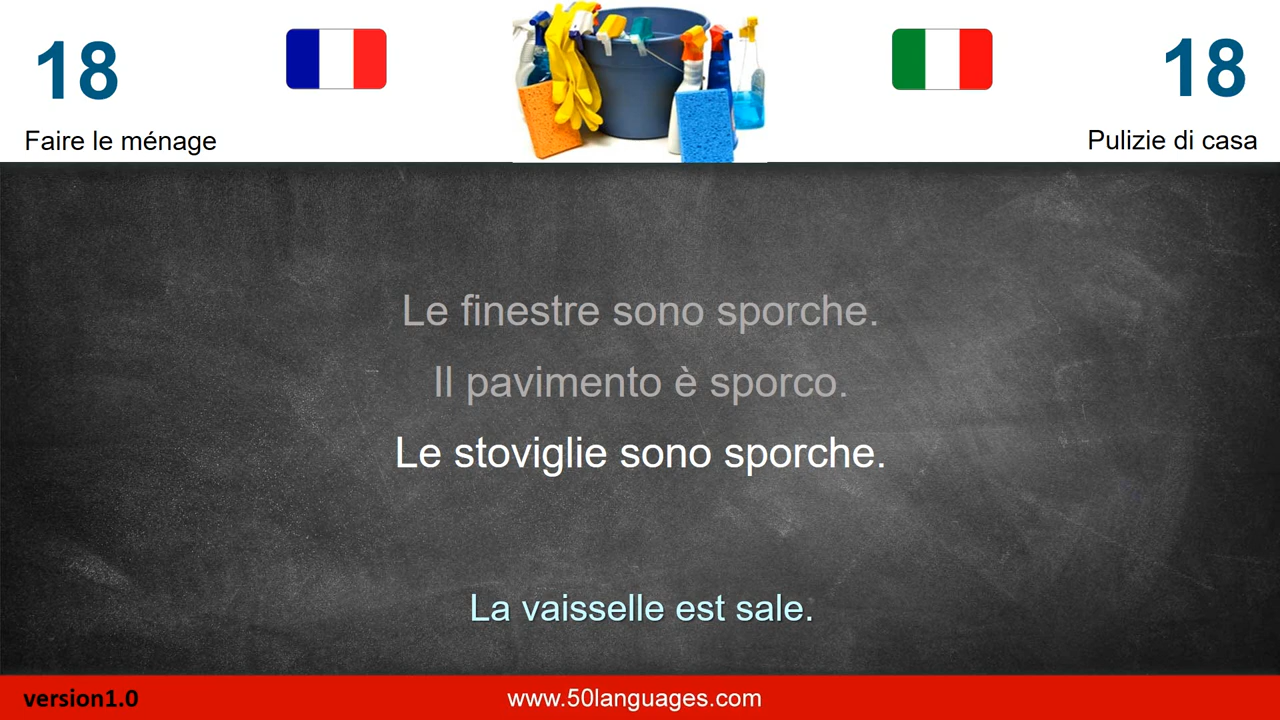 18
18
Faire le ménage
Pulizie di casa
Le finestre sono sporche.
Il pavimento è sporco.
Le stoviglie sono sporche.
La vaisselle est sale.
version1.0
www.50languages.com